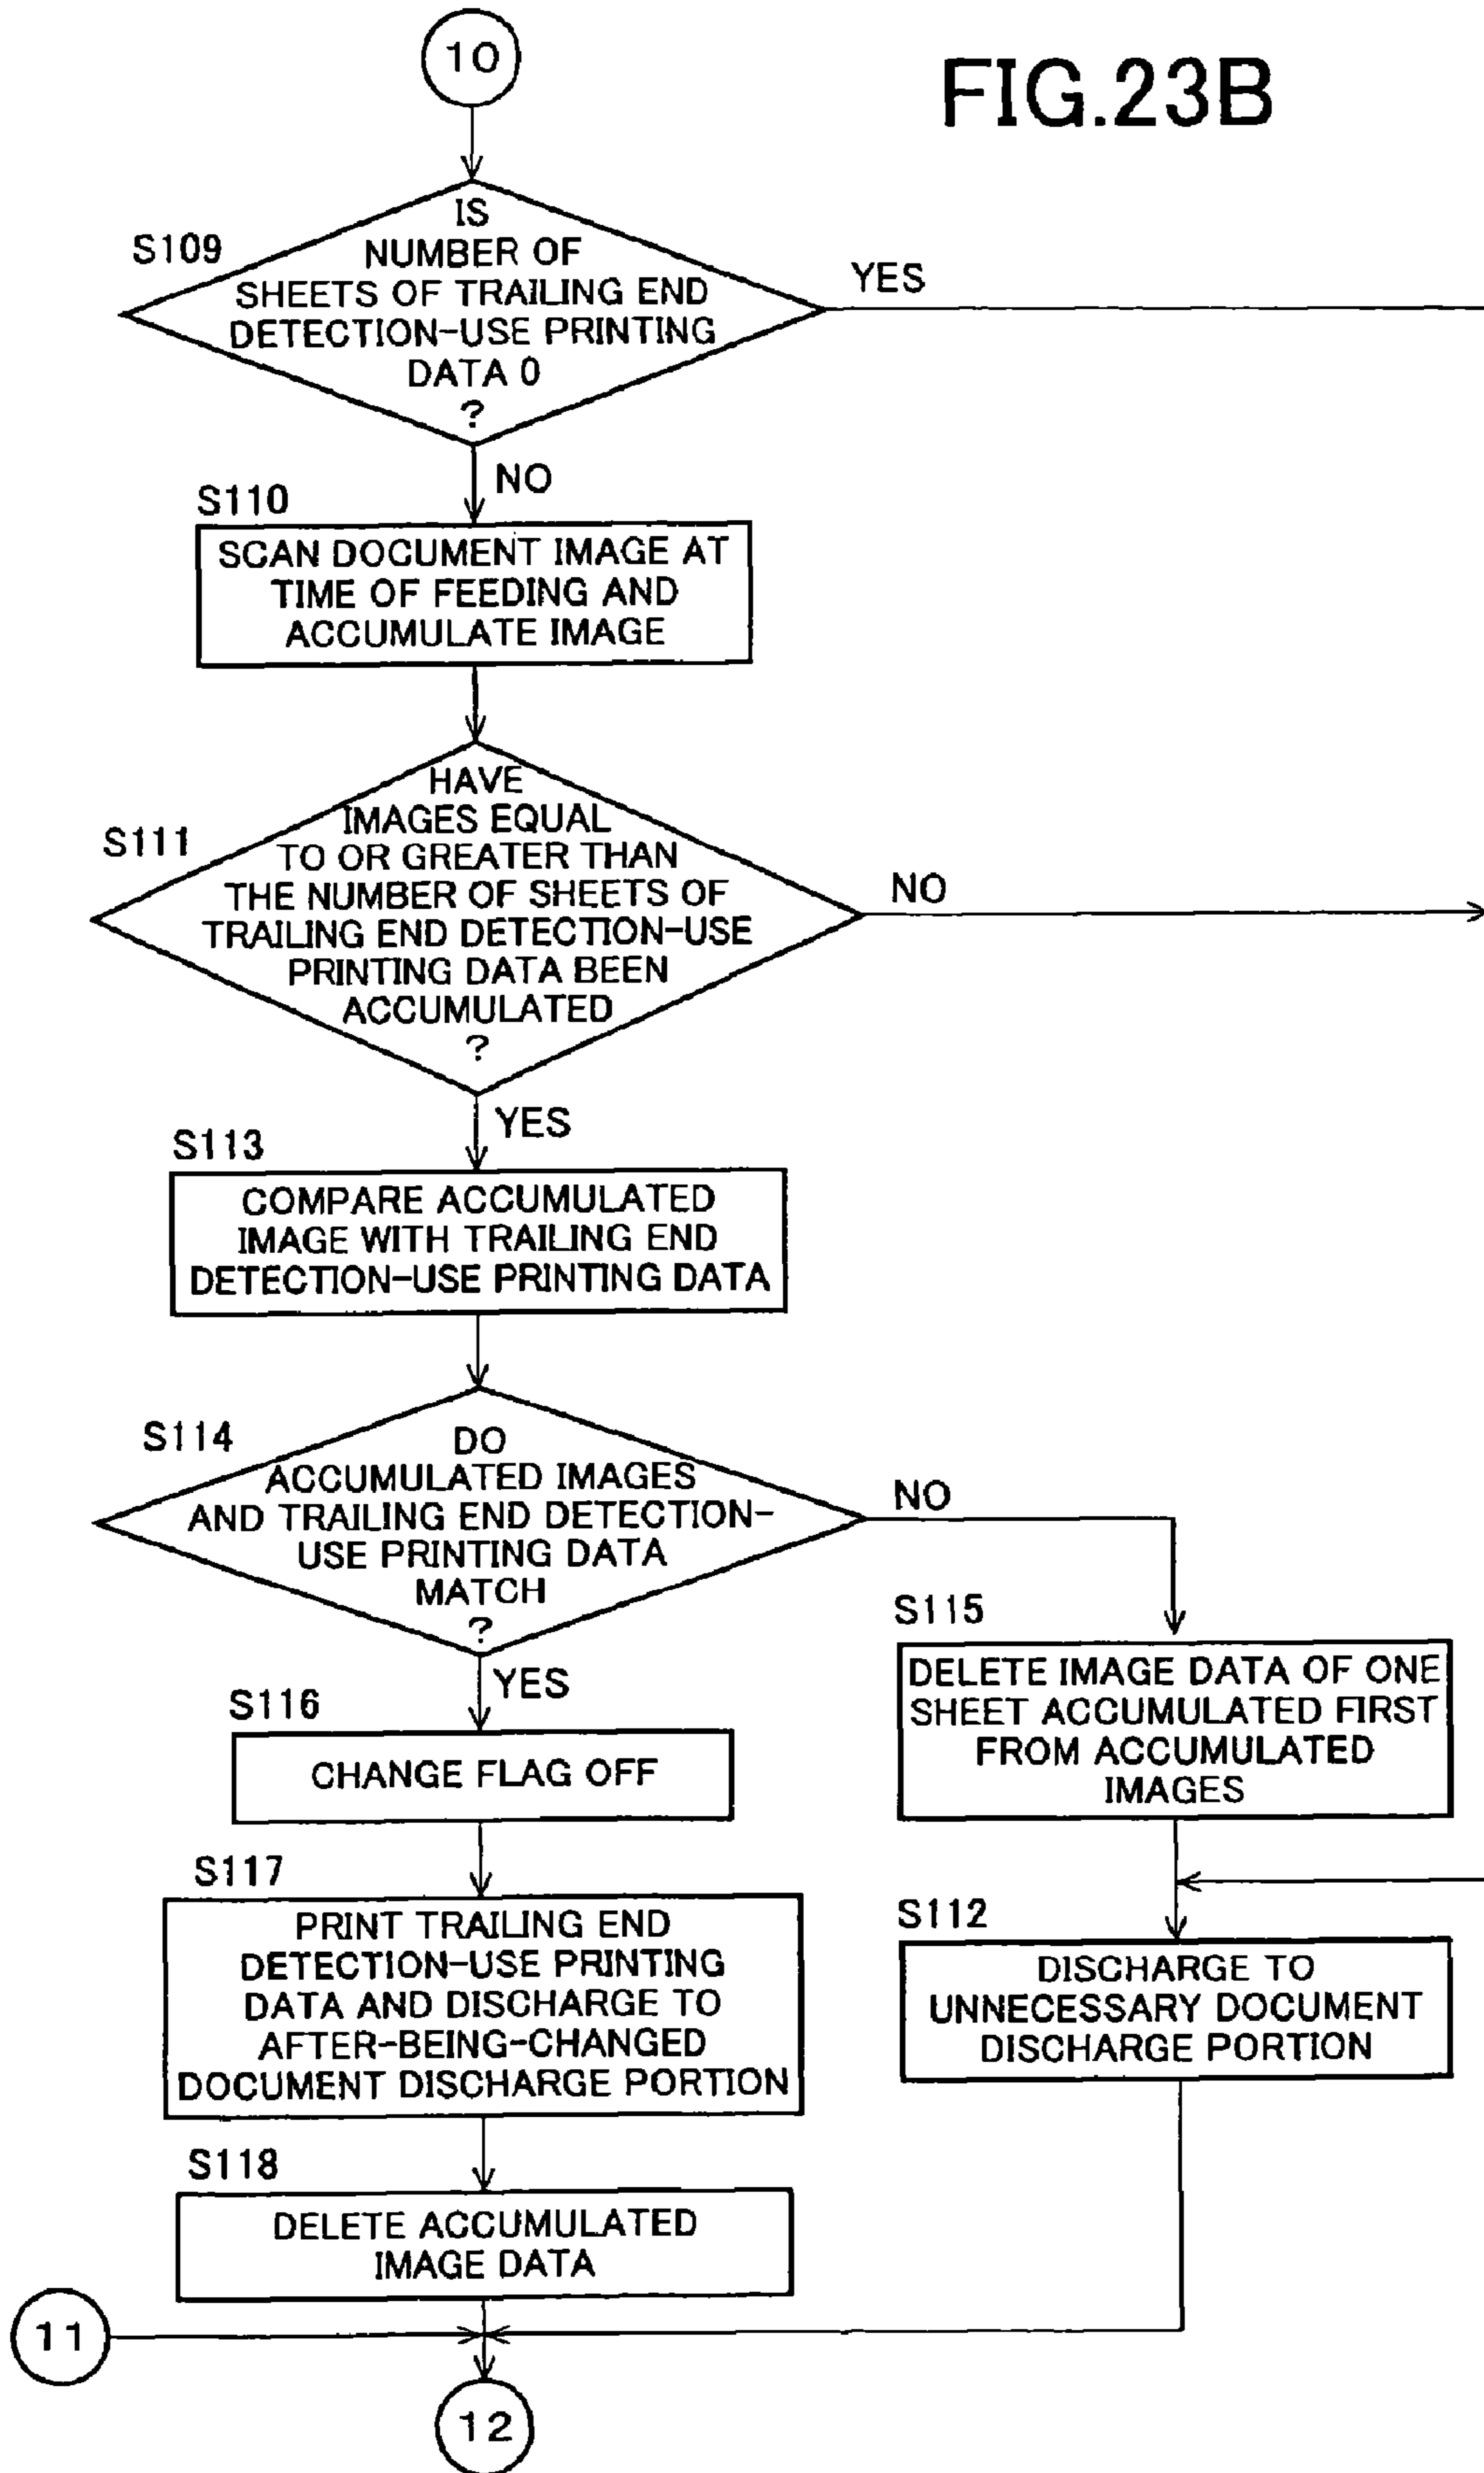 10
FIG.23B
S109
IS
NUMBER OF
SHEETS OF TRAILING END
DETECTION-USE PRINTING
DATA 0
?
YES
NO
S110
SCAN DOCUMENT IMAGE AT
TIME OF FEEDING AND
ACCUMULATE IMAGE
S111
HAVE
IMAGES EQUAL
TO OR GREATER THAN
THE NUMBER OF SHEETS OF
TRAILING END DETECTION-USE
PRINTING DATA BEEN
ACCUMULATED
?
NO
YES
S113
COMPARE ACCUMULATED
IMAGE WITH TRAILING END
DETECTION-USE PRINTING DATA
S114
DO
ACCUMULATED IMAGES
AND TRAILING END DETECTION-
USE PRINTING DATA
MATCH
?
NO
YES
S115
DELETE IMAGE DATA OF ONE
SHEET ACCUMULATED FIRST
FROM ACCUMULATED
IMAGES
S116
CHANGE FLAG OFF
S117
PRINT TRAILING END
DETECTION-USE PRINTING
DATA AND DISCHARGE TO
AFTER-BEING-CHANGED
DOCUMENT DISCHARGE PORTION
S112
DISCHARGE TO
UNNECESSARY DOCUMENT
DISCHARGE PORTION
S118
DELETE ACCUMULATED
IMAGE DATA
11
12